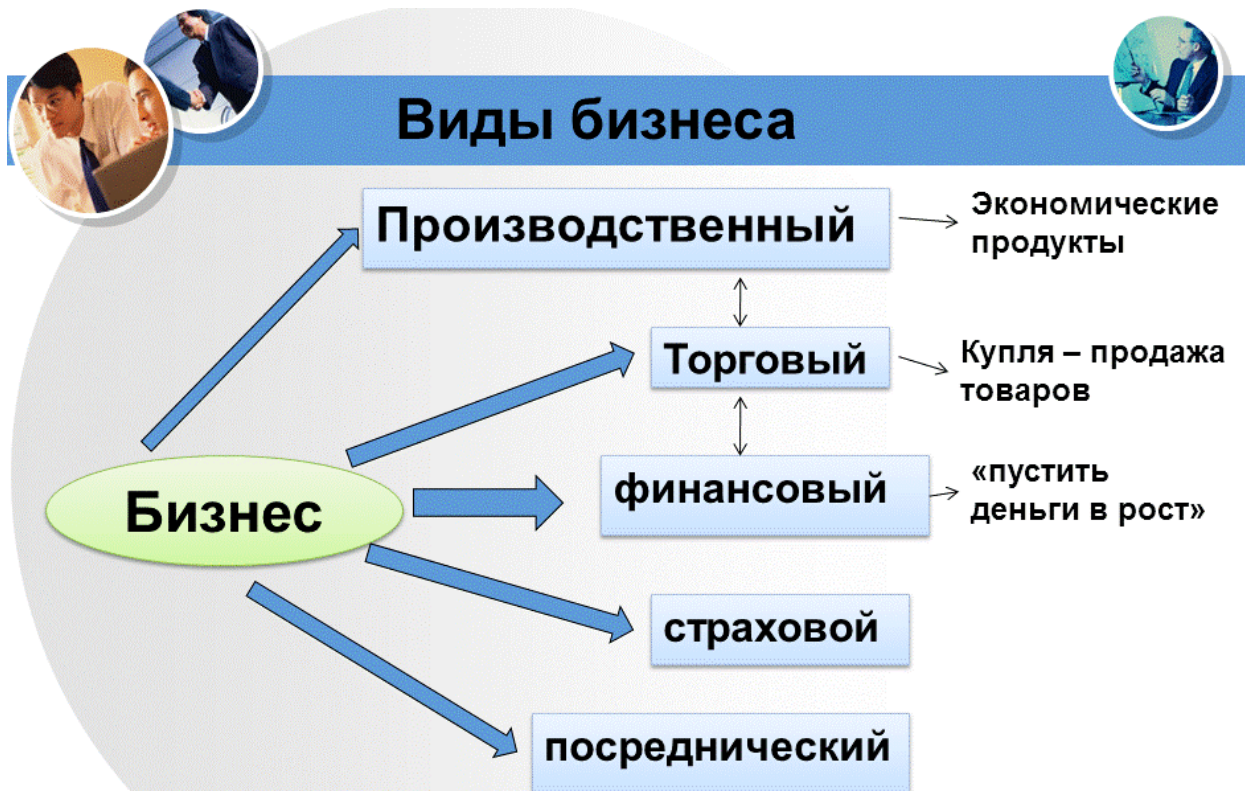 Виды бизнеса
Производственный
Экономические
продукты
Торговый
Купля – продажа
товаров
Бизнес
финансовый
«пустить
деньги в рост»
страховой
посреднический